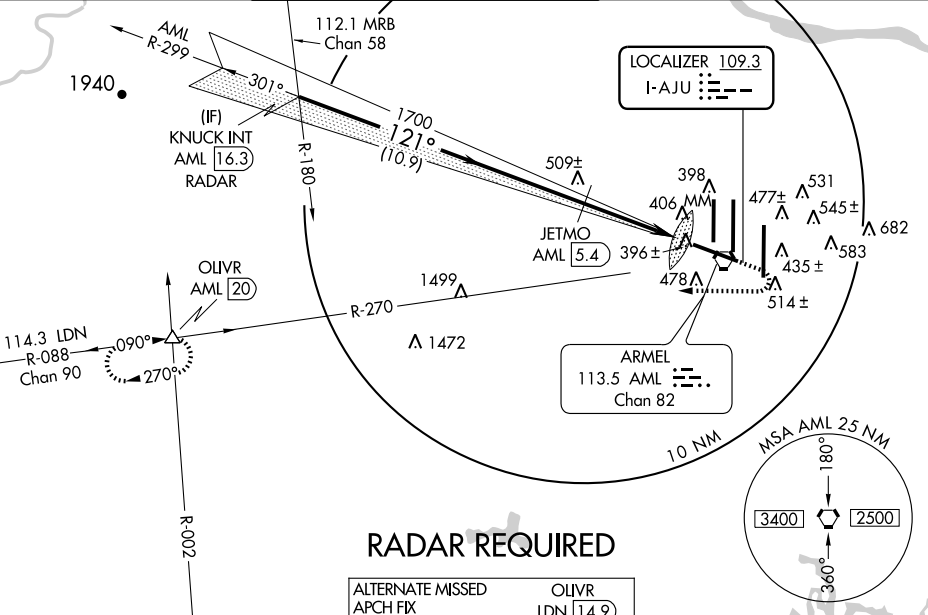 AML
R-299
112.1 MRB
Chan 58
1940
301°
(IF)
KNUCK INT
AML 16.3
RADAR
R-180
1700
121°
(10.9)
LOCALIZER 109.3
I-AJU
509±
JETMO
AML 5.4
398
406
MM
396±
478
477±
531
545±
682
583
435±
514±
OLIVR
AML 20
1499
R-270
1472
114.3 LDN
R-088
Chan 90
090°
270°
R-002
ARMEL
113.5 AML
Chan 82
10 NM
MSA AML 25 NM
180°
3400
2500
360°
RADAR REQUIRED
ALTERNATE MISSED
APCH FIX
OLIVR
LDN 14.9